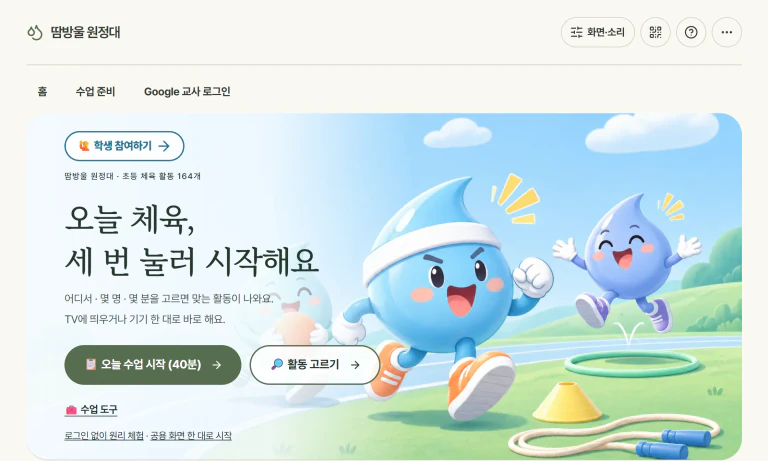 땀방울 원정대
화면·소리
홈
수업 준비
Google 교사 로그인
학생 참여하기
땀방울 원정대 · 초등 체육 활동 164개
오늘 체육,
세 번 눌러 시작해요
어디서 · 몇 명 · 몇 분을 고르면 맞는 활동이 나와요.
TV에 띄우거나 기기 한 대로 바로 해요.
오늘 수업 시작 (40분) →
활동 고르기 →
수업 도구
로그인 없이 원리 체험 · 공용 화면 한 대로 시작